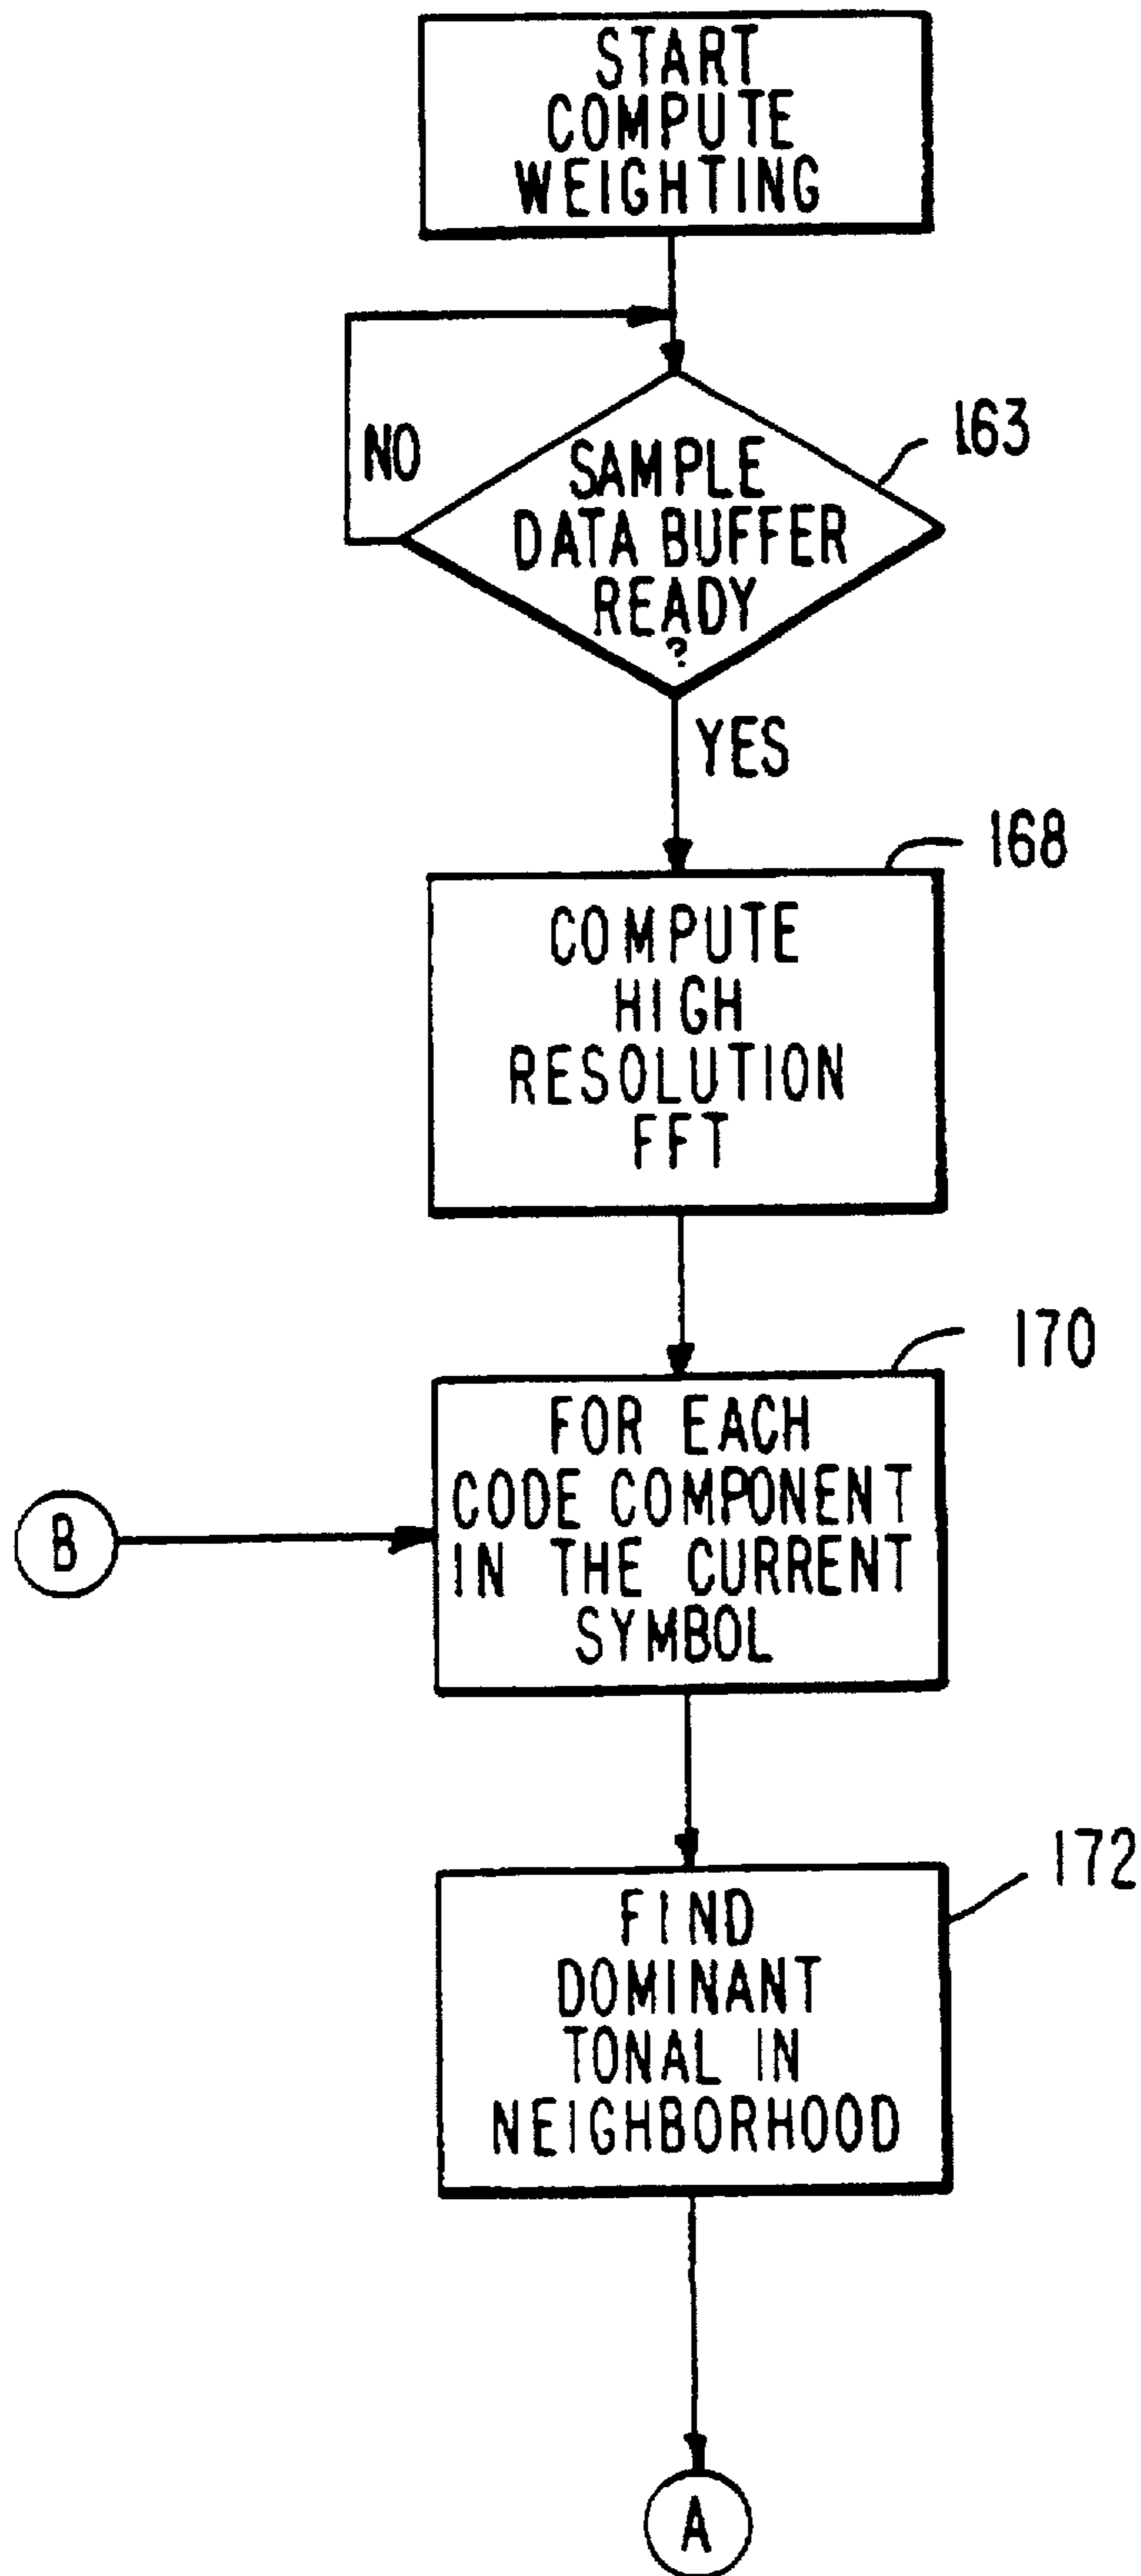 START
COMPUTE
WEIGHTING
NO
SAMPLE
DATA BUFFER
READY
?
163
YES
168
COMPUTE
HIGH
RESOLUTION
FFT
170
FOR EACH
CODE COMPONENT
IN THE CURRENT
SYMBOL
B
172
FIND
DOMINANT
TONAL IN
NEIGHBORHOOD
A